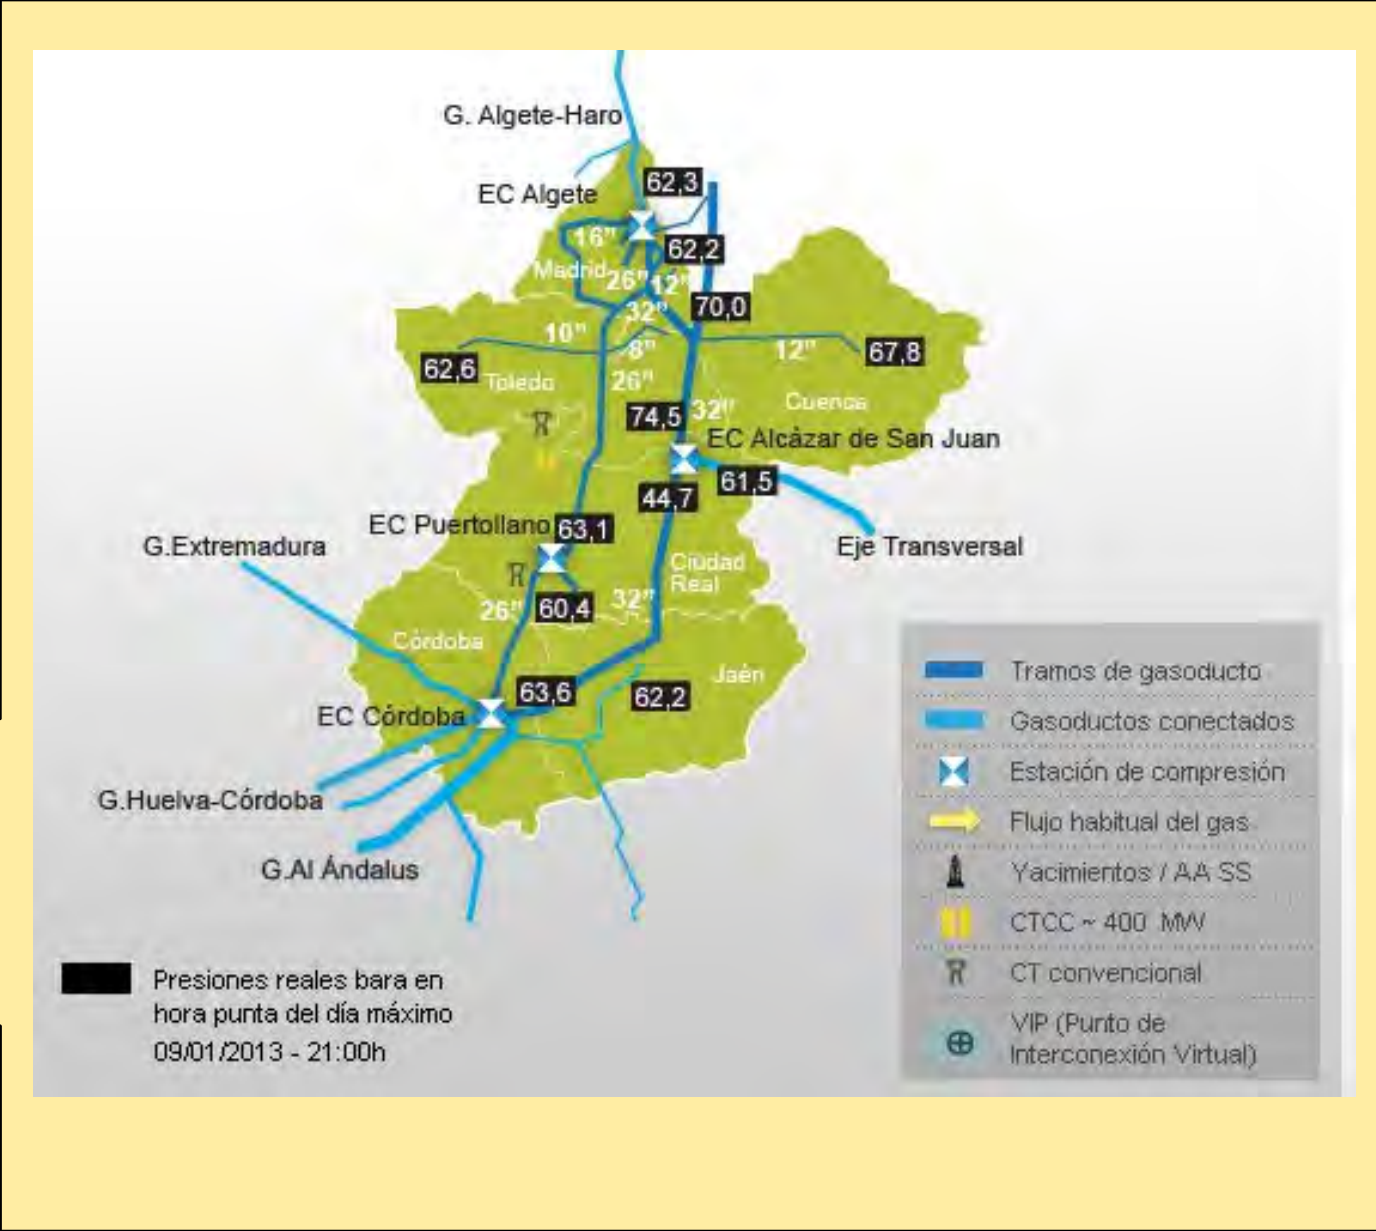 G. Algete-Haro
EC Algete
62,3
16”
62,2
Madrid
26”
12”
32”
70,0
10”
8”
12”
67,8
62,6
Toledo
26”
74,5
32”
Cuenca
EC Alcázar de San Juan
61,5
44,7
EC Puertollano
63,1
G.Extremadura
Eje Transversal
Ciudad
Real
26”
60,4
32”
Córdoba
Jaén
63,6
62,2
EC Córdoba
G.Huelva-Córdoba
G.Al Ándalus
Tramos de gasoducto
Gasoductos conectados
Estación de compresión
Flujo habitual del gas
Yacimientos / AA SS
CTCC ~ 400 MW
CT convencional
VIP (Punto de
Interconexión Virtual)
Presiones reales bara en
hora punta del día máximo
09/01/2013 - 21:00h